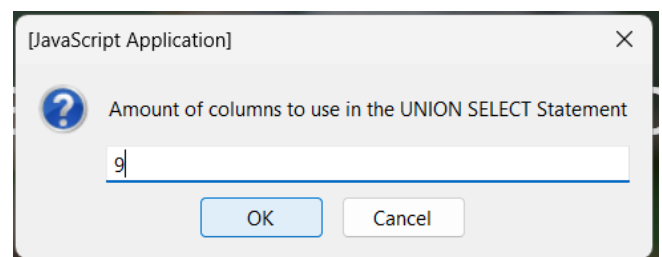 [JavaScript Application]
Amount of columns to use in the UNION SELECT Statement
9
OK Cancel